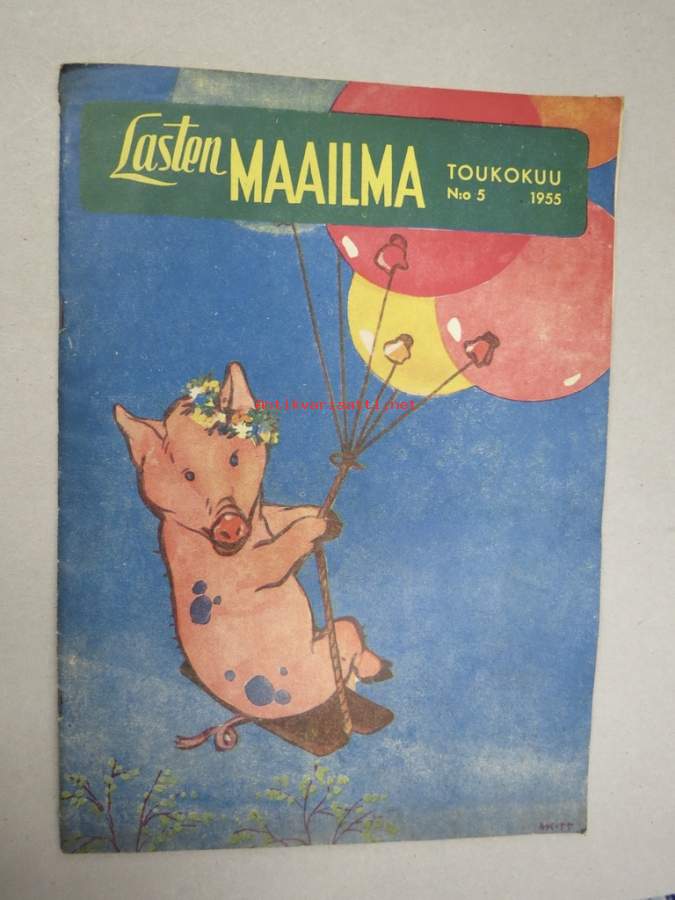 Lasten MAAILMA
TOUKOKUU
N:o 5 1955
Antikvariaatti.net